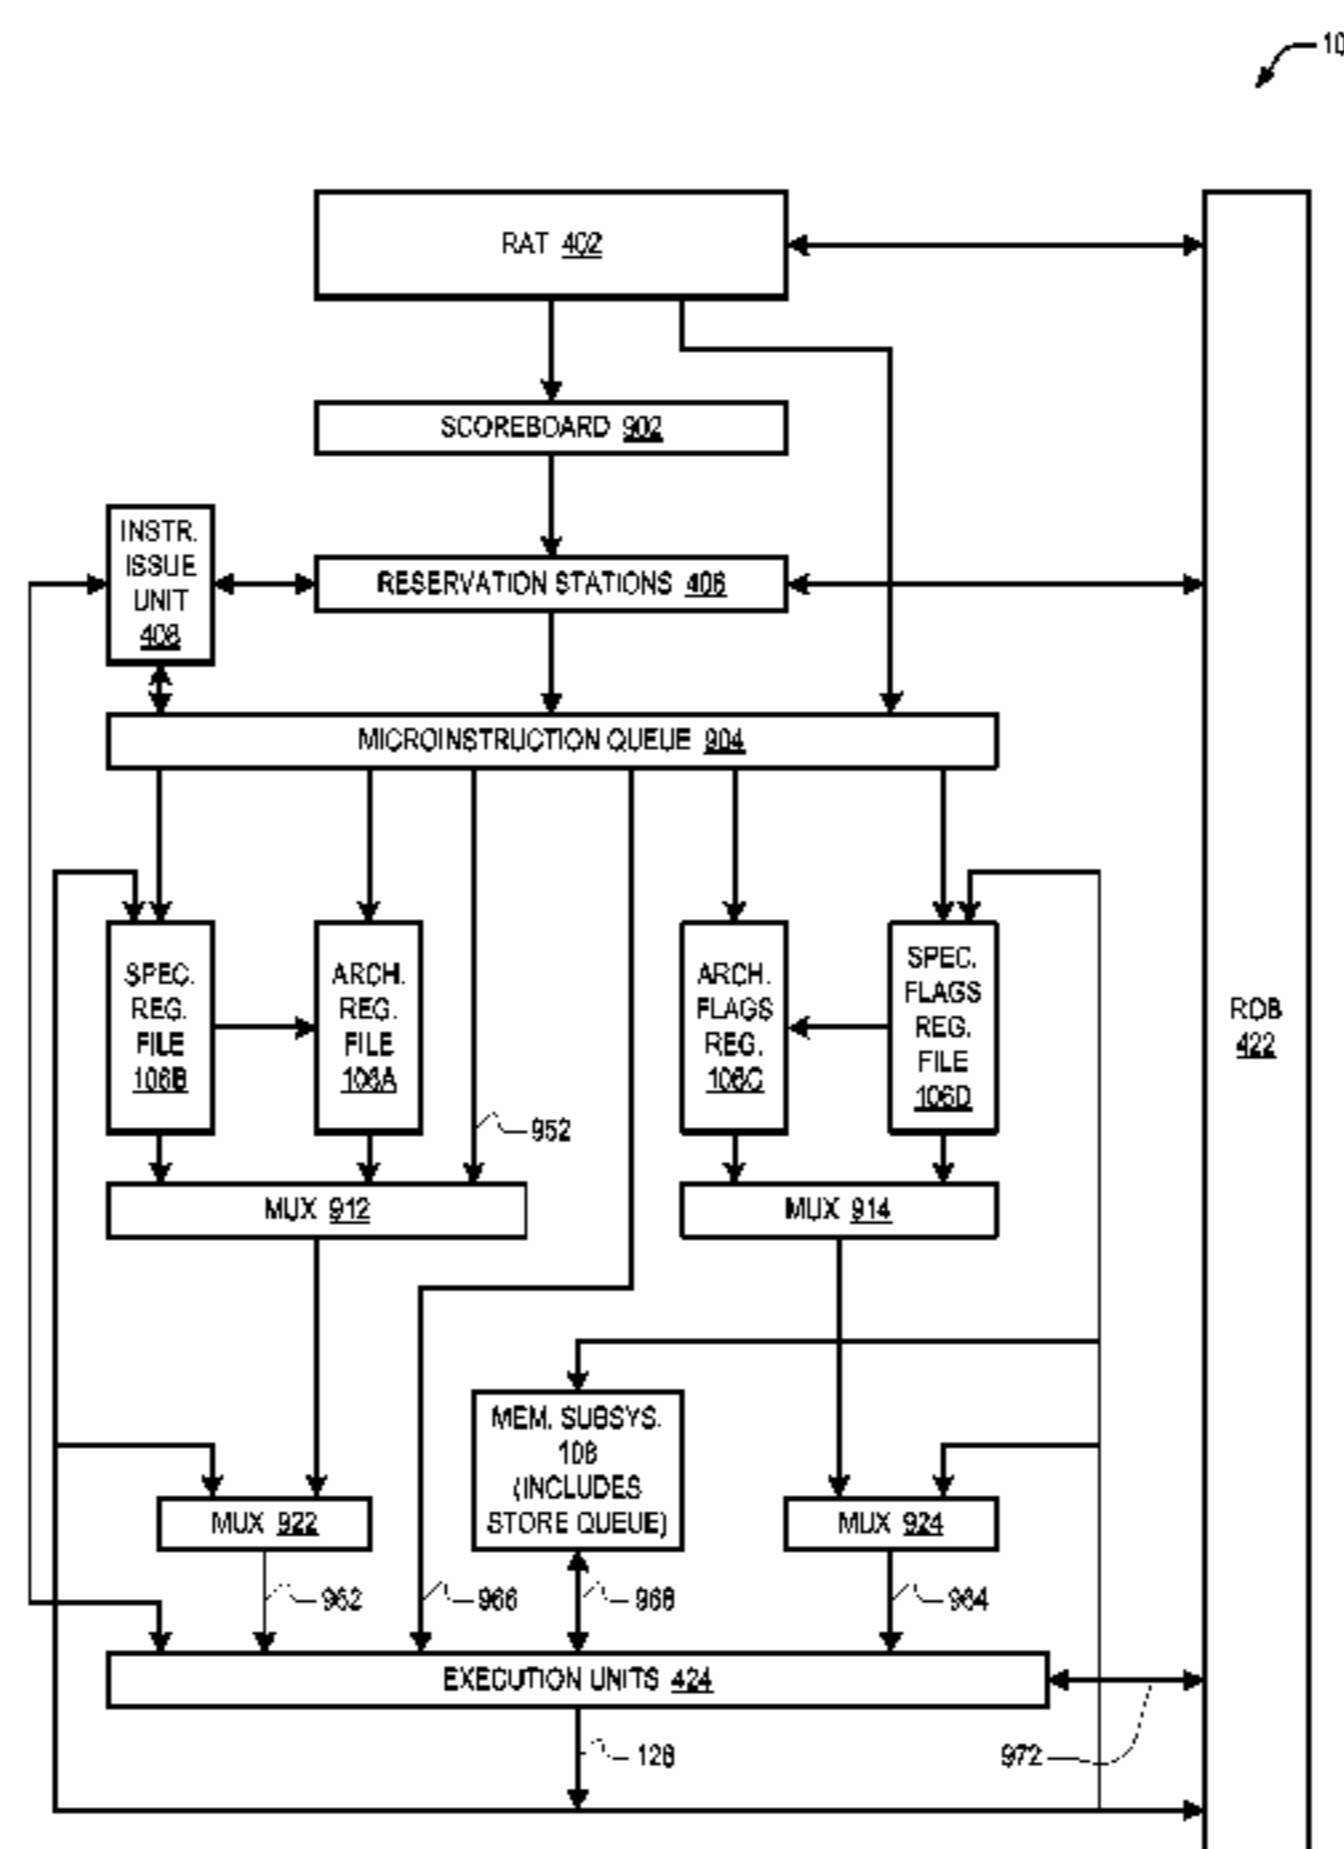 10
RAT 402
SCOREBOARD 902
INSTR.
ISSUE
UNIT
408
RESERVATION STATIONS 406
MICROINSTRUCTION QUEUE 904
SPEC.
REG.
FILE
106B
ARCH.
REG.
FILE
106A
952
ARCH.
FLAGS
REG.
106C
SPEC.
FLAGS
REG.
FILE
106D
ROB
422
MUX 912
MUX 914
MEM. SUBSYS.
108
(INCLUDES
STORE QUEUE)
MUX 922
MUX 924
962
966
968
964
EXECUTION UNITS 424
128
972